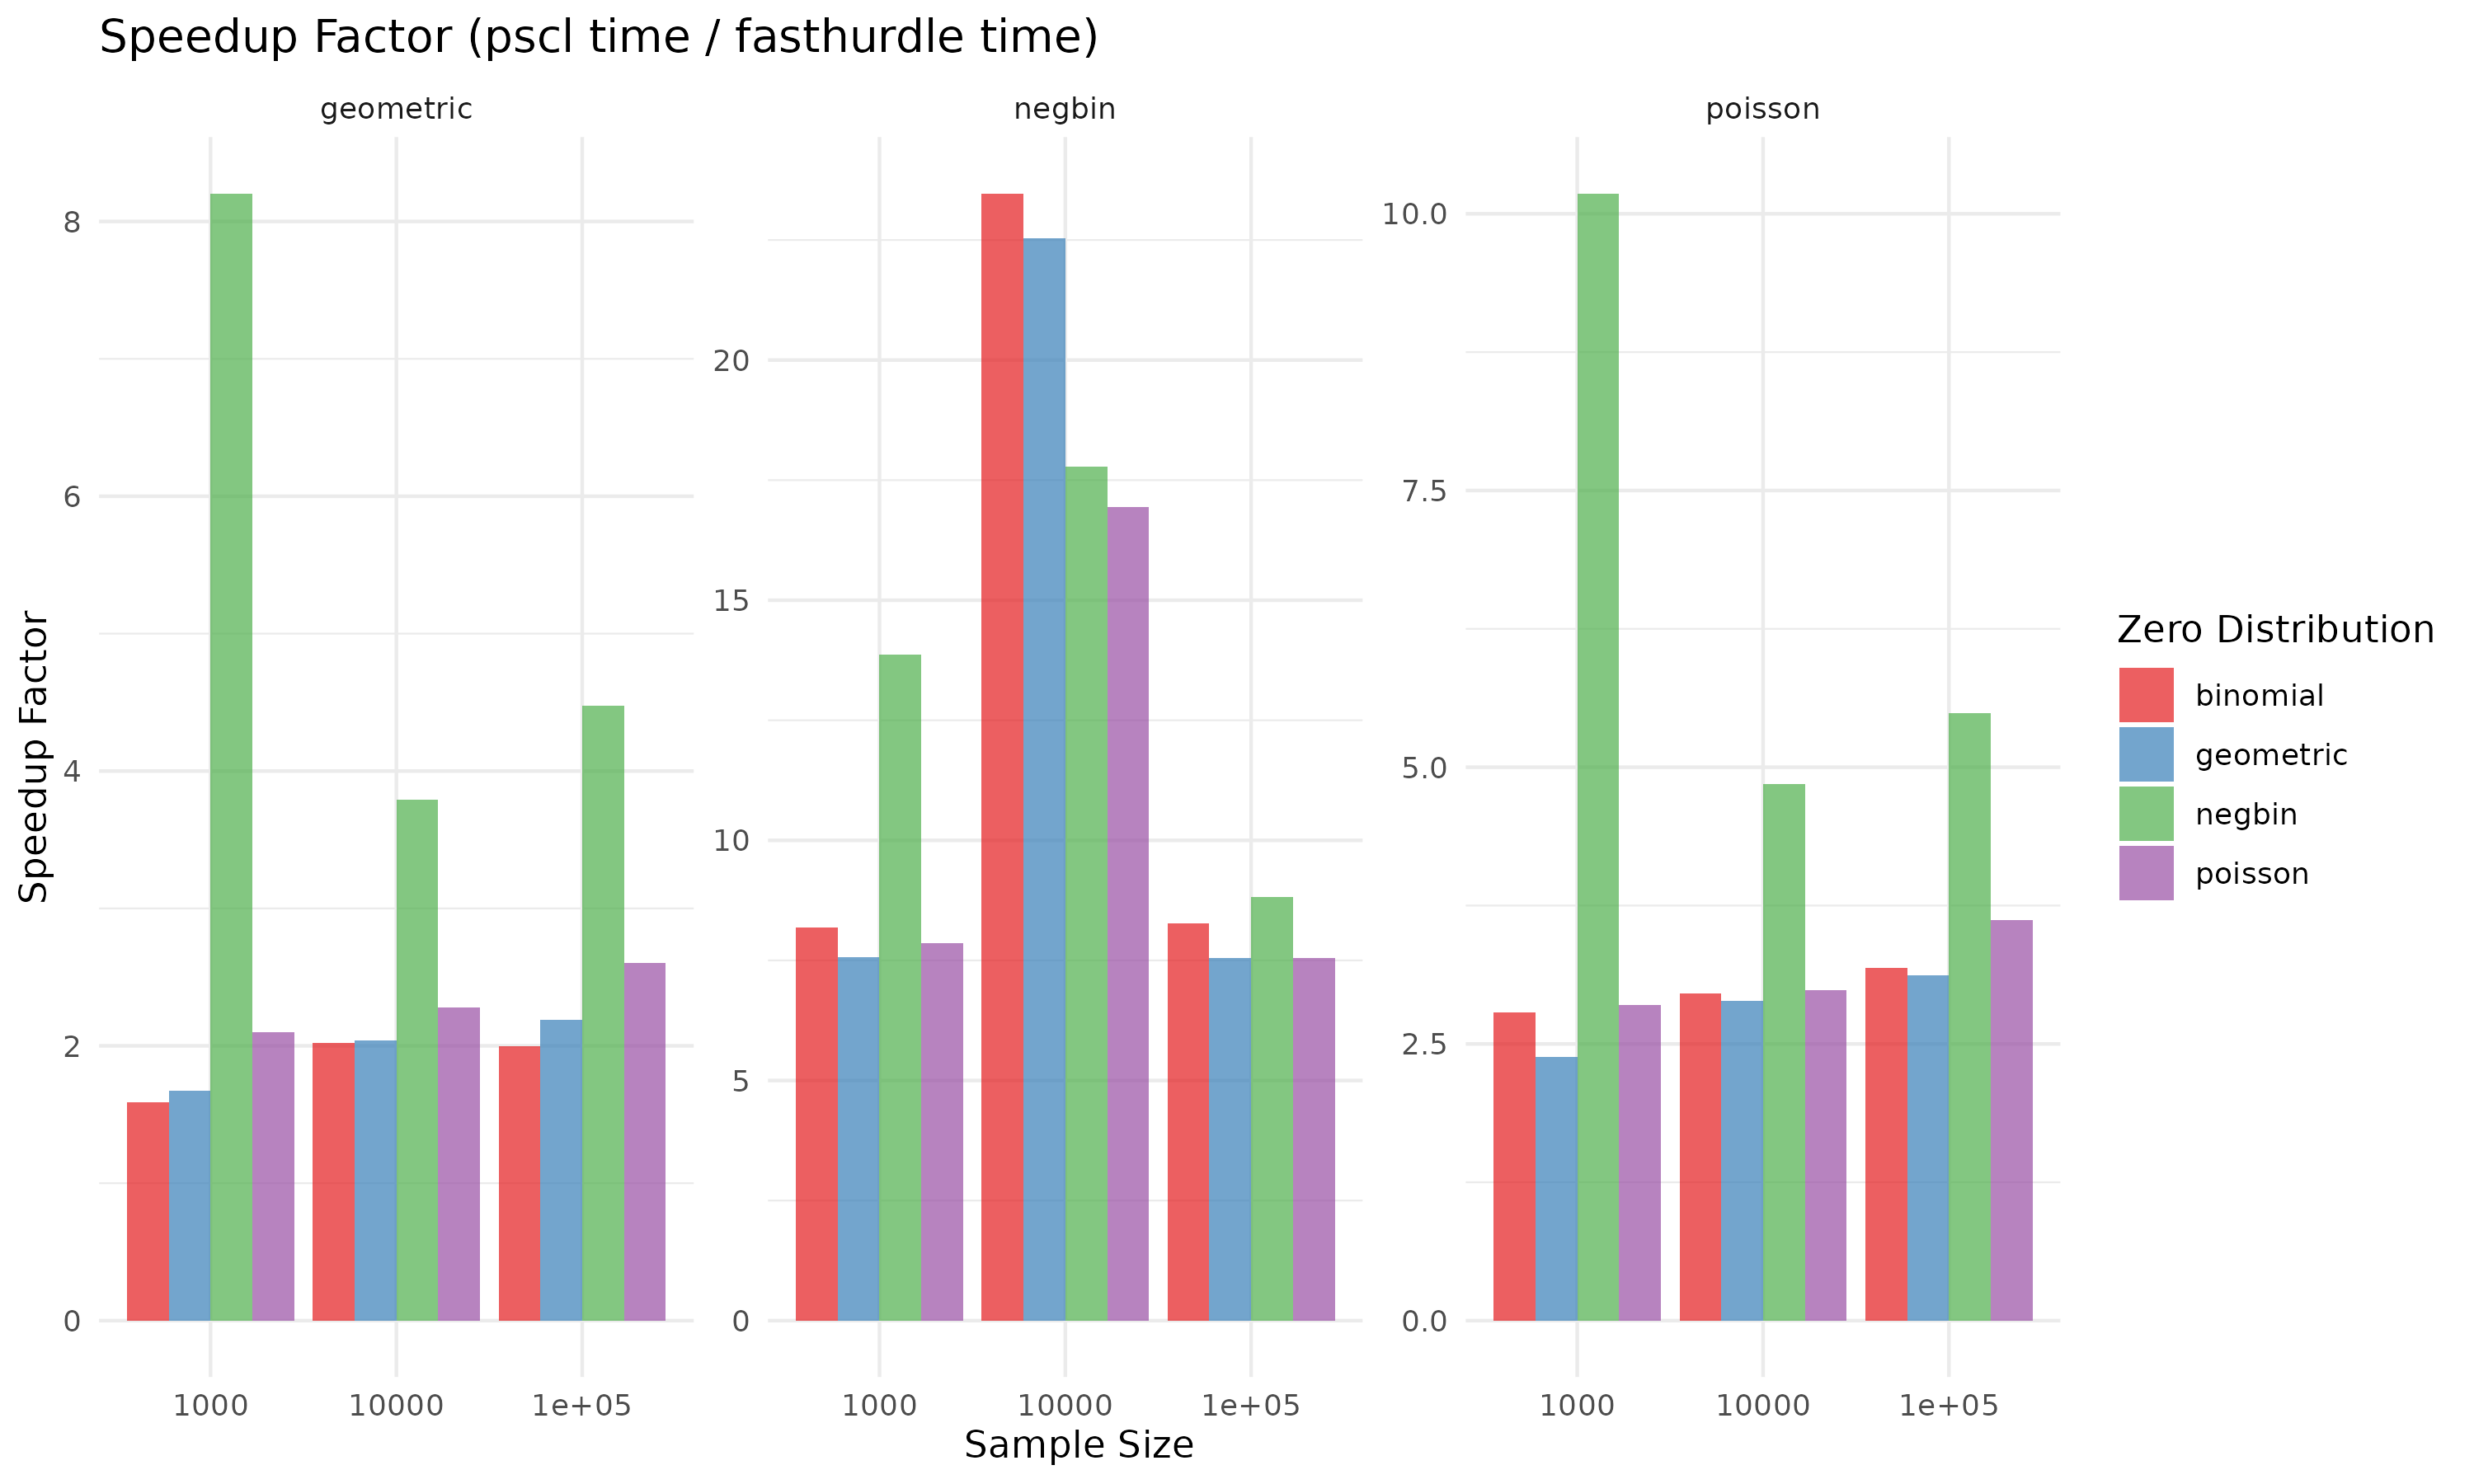 Speedup Factor (pscl time / fasthurdle time)
geometric
negbin
poisson
Speedup Factor
8
6
4
2
0
20
15
10
5
0
10.0
7.5
5.0
2.5
0.0
1000 10000 1e+05
1000 10000 1e+05
1000 10000 1e+05
Sample Size
Zero Distribution
binomial
geometric
negbin
poisson